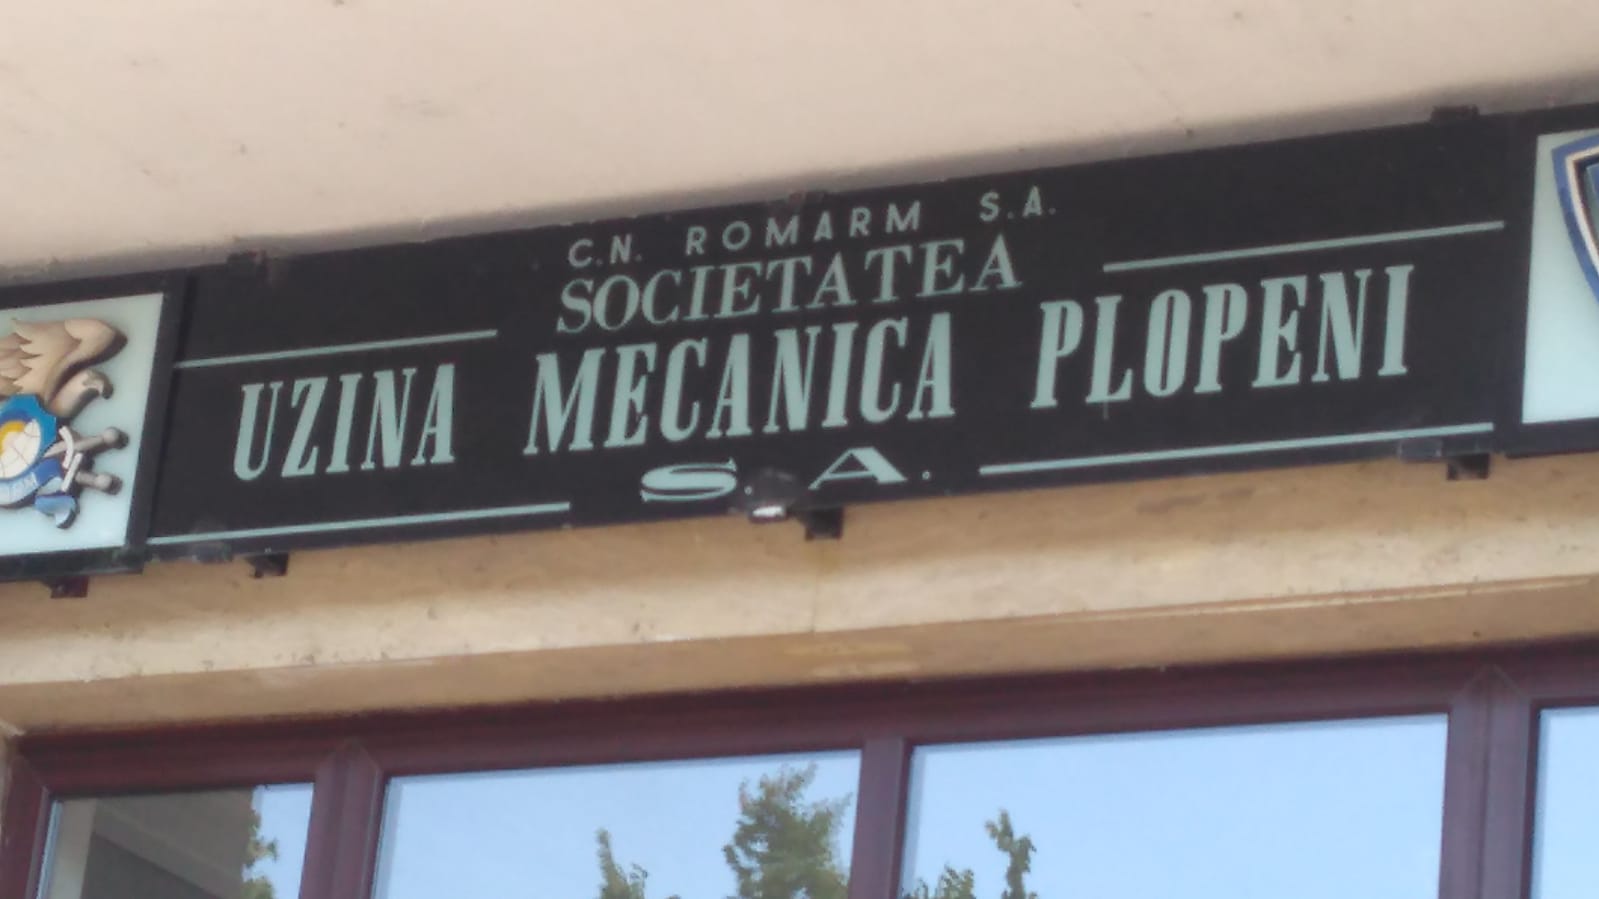 C.N. ROMARM S.A.
SOCIETATEA
UZINA MECANICA PLOPENI
S.A.